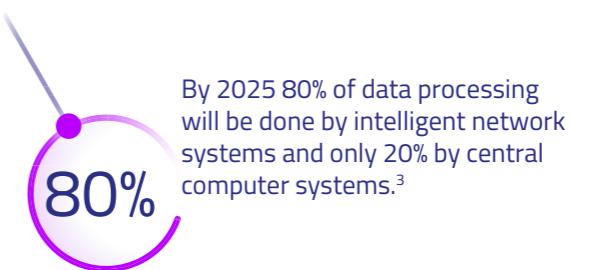 By 2025 80% of data processing
will be done by intelligent network
systems and only 20% by central
computer systems.³
80%